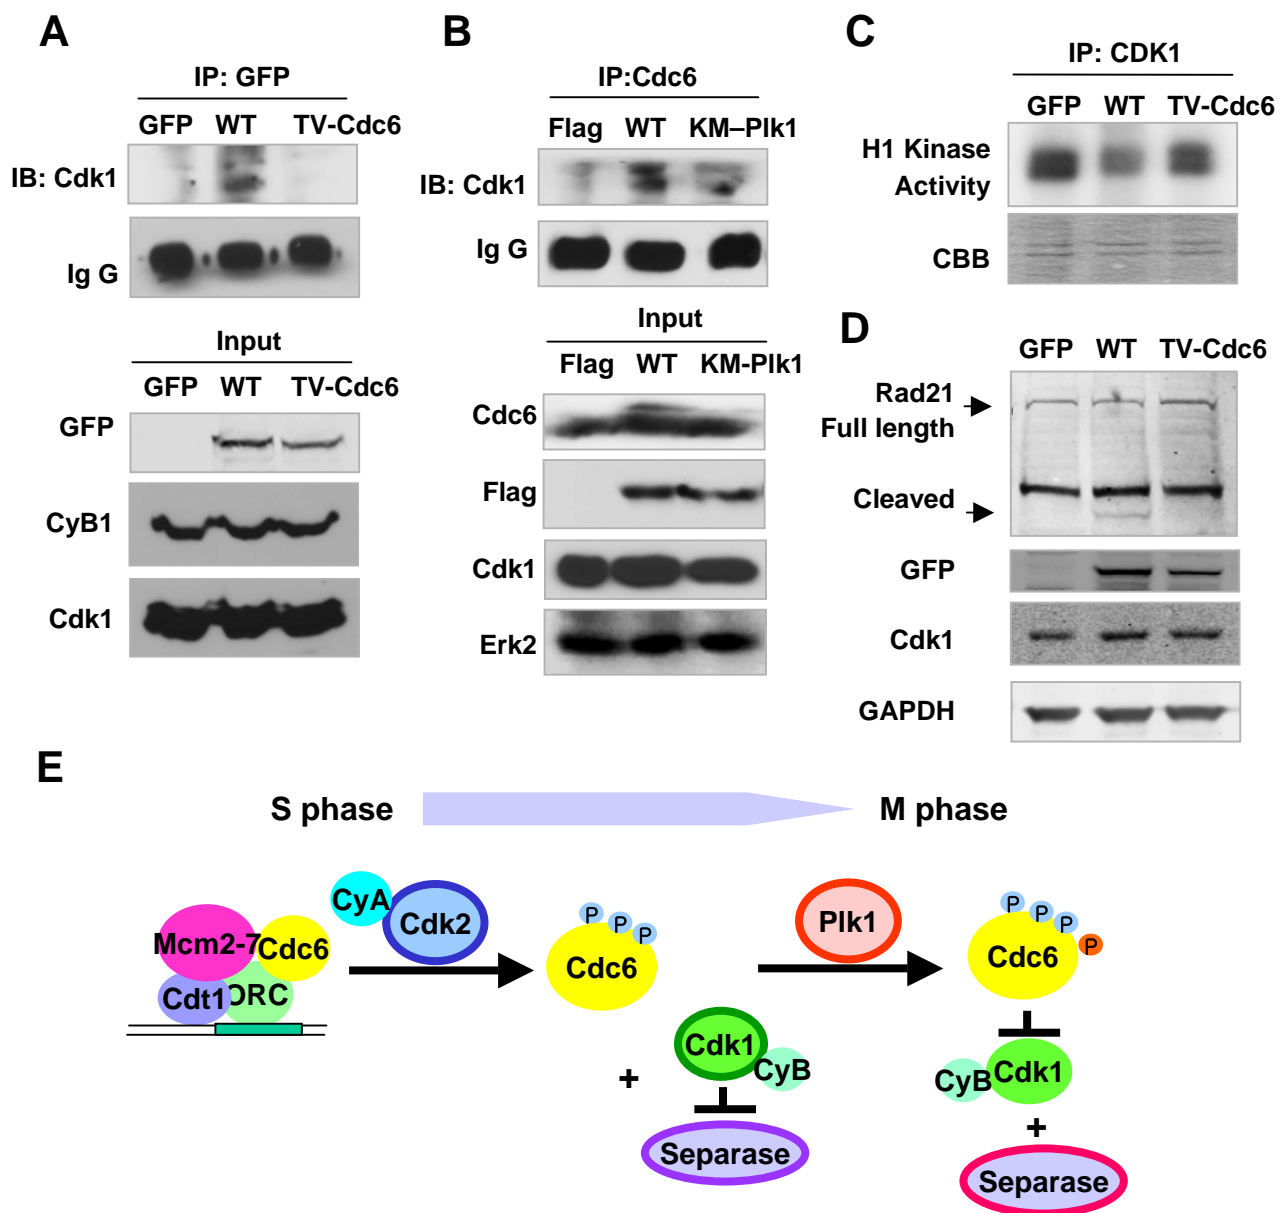 A
IP: GFP
GFP WT TV-Cdc6
IB: Cdk1
Ig G
Input
GFP WT TV-Cdc6
GFP
CyB1
Cdk1
B
IP:Cdc6
Flag WT KM–Plk1
IB: Cdk1
Ig G
Input
Flag WT KM-Plk1
Cdc6
Flag
Cdk1
Erk2
C
IP: CDK1
GFP WT TV-Cdc6
H1 Kinase
Activity
CBB
D
GFP WT TV-Cdc6
Rad21
Full length
Cleaved
GFP
Cdk1
GAPDH
E
S phase M phase
Mcm2-7 Cdc6
Cdt1 ORC
CyA Cdk2
P P P
Cdc6
Plk1
P P P P
Cdc6
+
Cdk1
CyB
Separase
CyB Cdk1
+
Separase